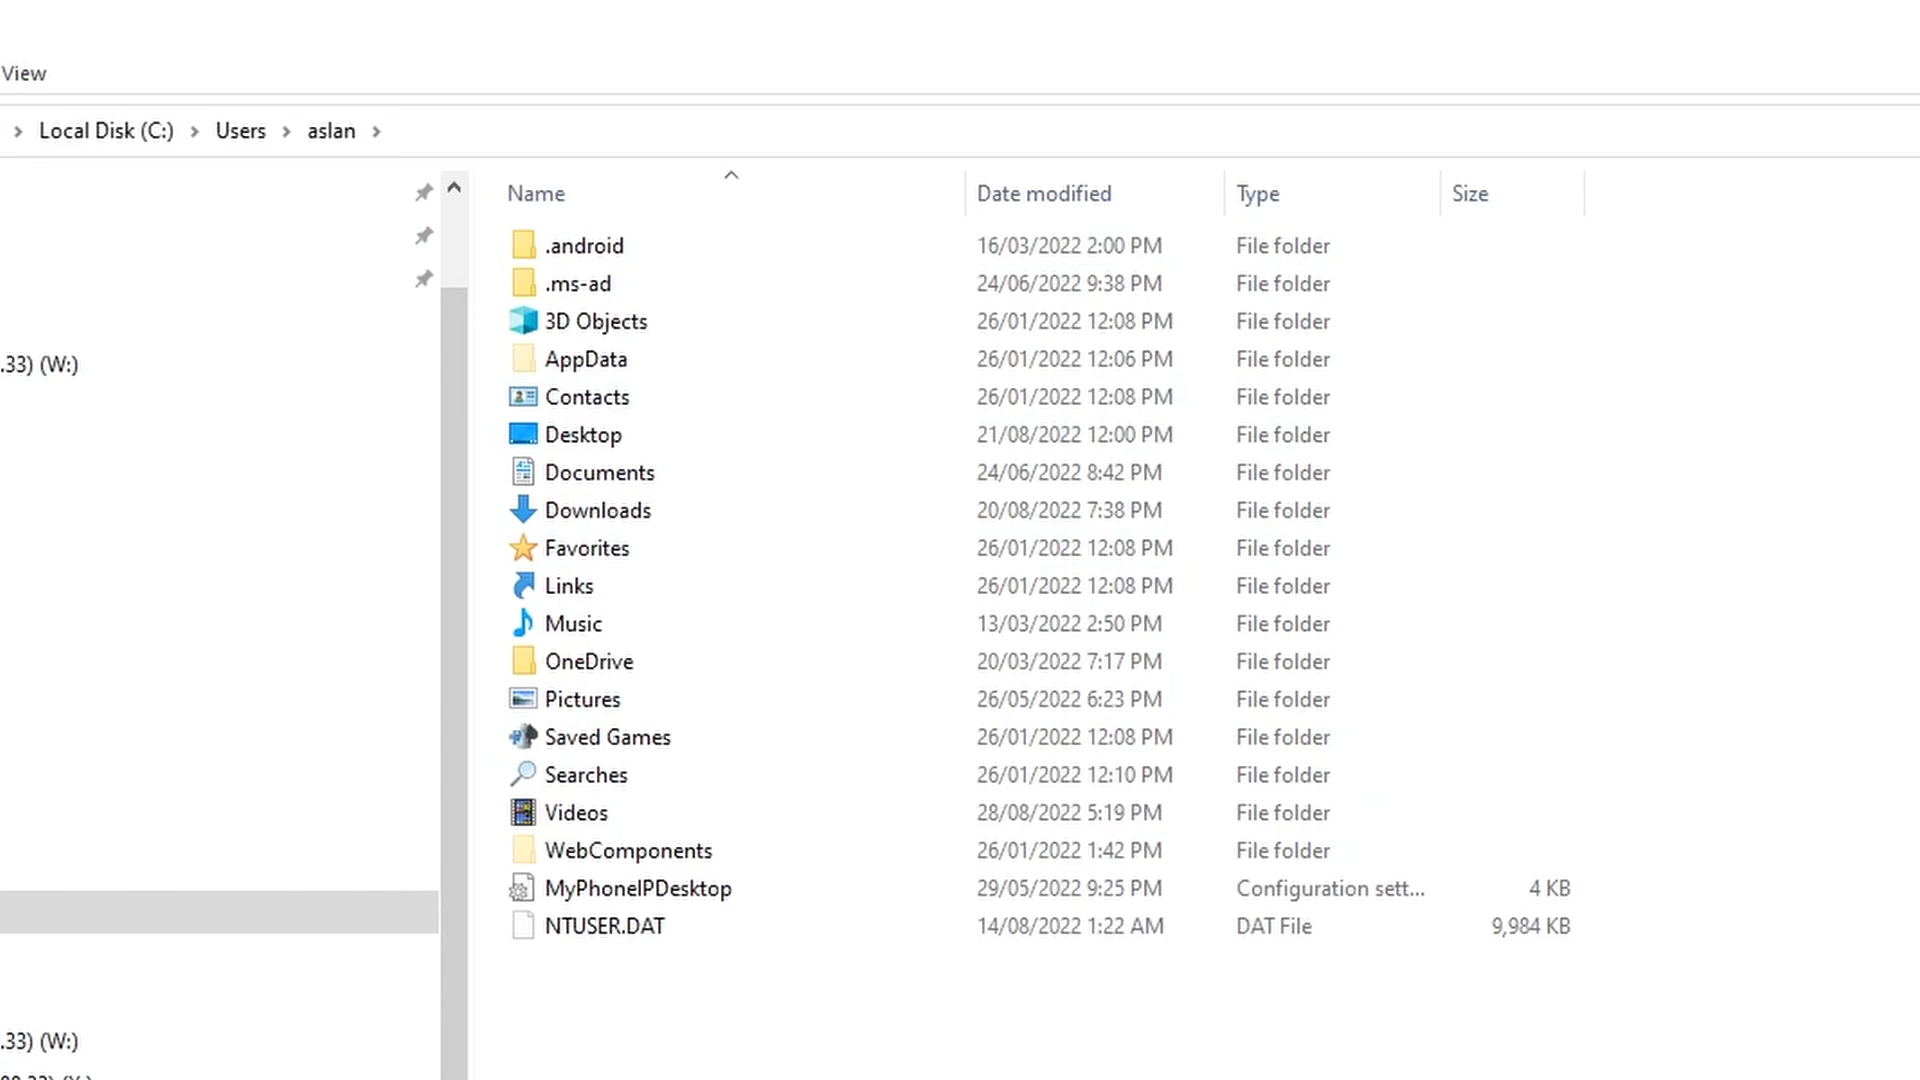 View
Local Disk (C:) Users aslan
Name Date modified Type Size
.android 16/03/2022 2:00 PM File folder
.ms-ad 24/06/2022 9:38 PM File folder
3D Objects 26/01/2022 12:08 PM File folder
.33) (W:)
AppData 26/01/2022 12:06 PM File folder
Contacts 26/01/2022 12:08 PM File folder
Desktop 21/08/2022 12:00 PM File folder
Documents 24/06/2022 8:42 PM File folder
Downloads 20/08/2022 7:38 PM File folder
Favorites 26/01/2022 12:08 PM File folder
Links 26/01/2022 12:08 PM File folder
Music 13/03/2022 2:50 PM File folder
OneDrive 20/03/2022 7:17 PM File folder
Pictures 26/05/2022 6:23 PM File folder
Saved Games 26/01/2022 12:08 PM File folder
Searches 26/01/2022 12:10 PM File folder
Videos 28/08/2022 5:19 PM File folder
WebComponents 26/01/2022 1:42 PM File folder
MyPhoneIPDesktop 29/05/2022 9:25 PM Configuration sett... 4 KB
NTUSER.DAT 14/08/2022 1:22 AM DAT File 9,984 KB
.33) (W:)